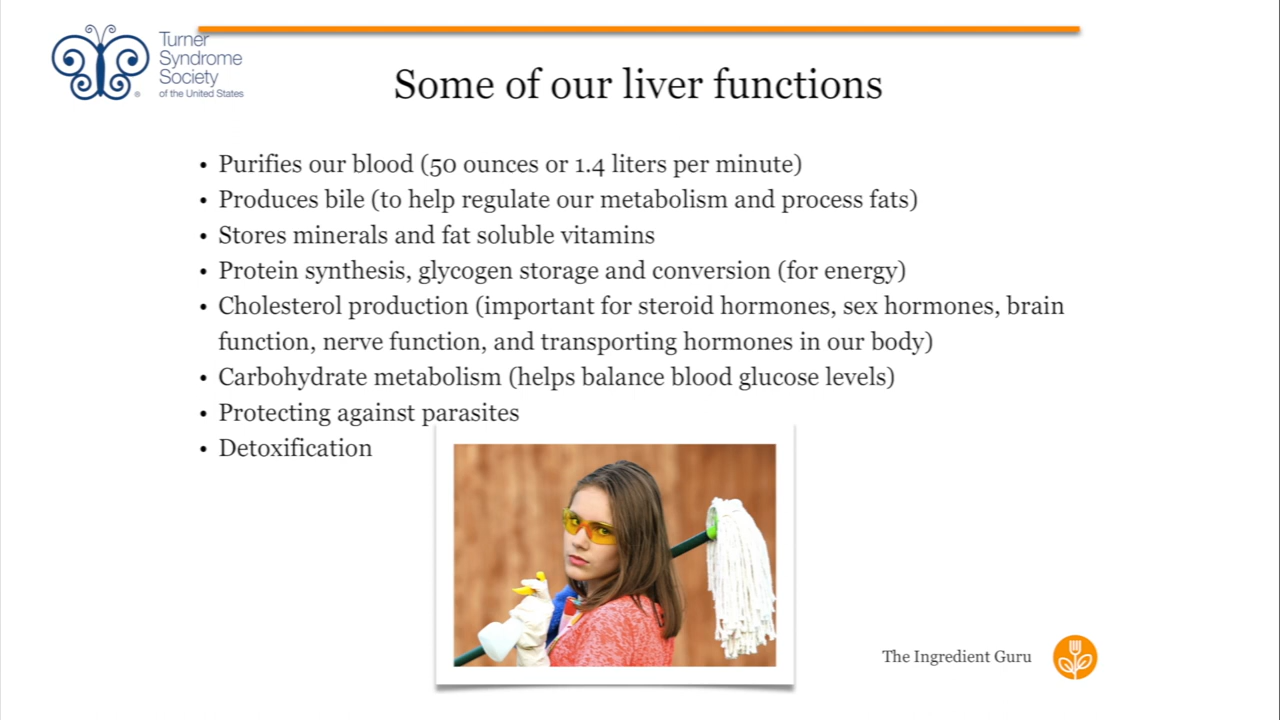 Turner
Syndrome
Society
of the United States
Some of our liver functions
• Purifies our blood (50 ounces or 1.4 liters per minute)
• Produces bile (to help regulate our metabolism and process fats)
• Stores minerals and fat soluble vitamins
• Protein synthesis, glycogen storage and conversion (for energy)
• Cholesterol production (important for steroid hormones, sex hormones, brain
function, nerve function, and transporting hormones in our body)
• Carbohydrate metabolism (helps balance blood glucose levels)
• Protecting against parasites
• Detoxification
The Ingredient Guru